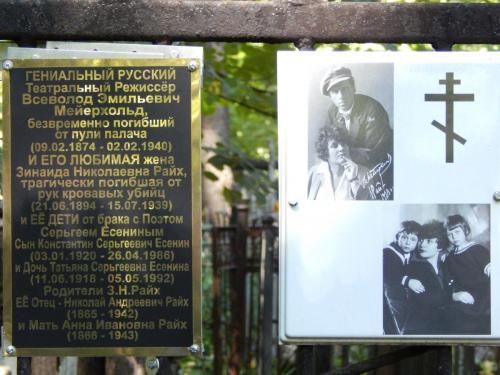 ГЕНИАЛЬНЫЙ РУССКИЙ
Театральный Режиссёр
Всеволод Эмильевич
Мейерхольд,
безвременно погибший
от пули палача
(09.02.1874 - 02.02.1940)
И ЕГО ЛЮБИМАЯ жена
Зинаида Николаевна Райх,
трагически погибшая от
рук кровавых убийц
(21.06.1894 - 15.07.1939)
и ЕЁ ДЕТИ от брака с Поэтом
Сергеем Есениным
Сын Константин Сергеевич Есенин
(03.01.1920 - 26.04.1986)
и Дочь Татьяна Сергеевна Есенина
(11.06.1918 - 05.05.1992)
Родители З.Н.Райх
ЕЁ Отец - Николай Андреевич Райх
(1865 - 1942)
и Мать Анна Ивановна Райх
(1866 - 1943)